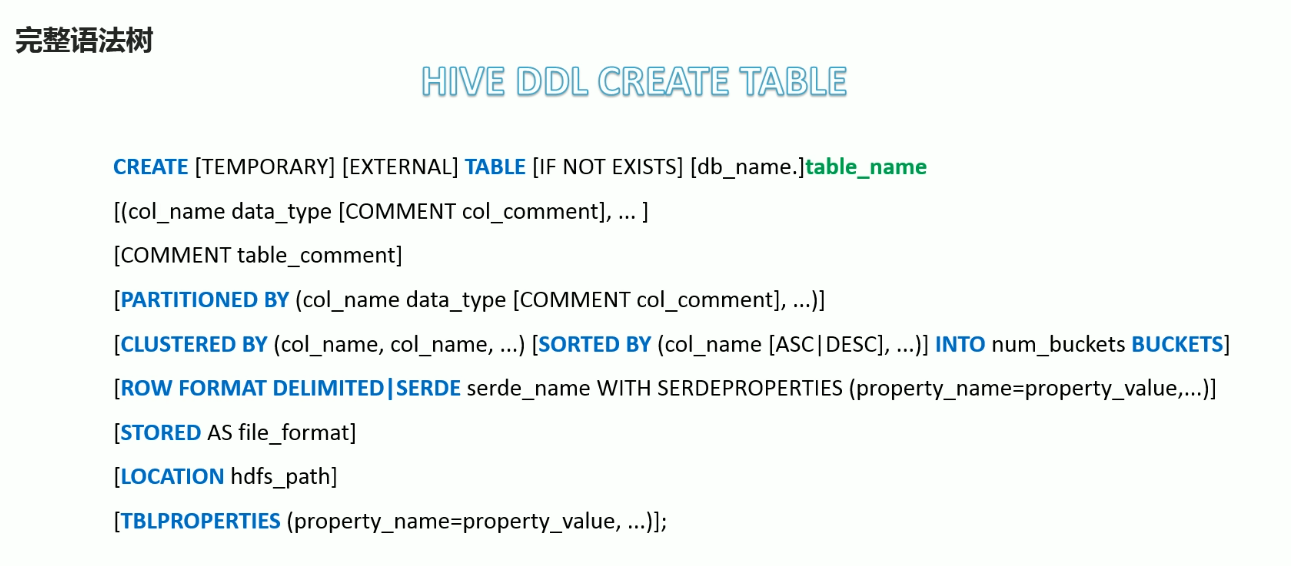 完整语法树
HIVE DDL CREATE TABLE
CREATE [TEMPORARY] [EXTERNAL] TABLE [IF NOT EXISTS] [db_name.]table_name
[(col_name data_type [COMMENT col_comment], ... ]
[COMMENT table_comment]
[PARTITIONED BY (col_name data_type [COMMENT col_comment], ...)]
[CLUSTERED BY (col_name, col_name, ...) [SORTED BY (col_name [ASC|DESC], ...)] INTO num_buckets BUCKETS]
[ROW FORMAT DELIMITED|SERDE serde_name WITH SERDEPROPERTIES (property_name=property_value,...)]
[STORED AS file_format]
[LOCATION hdfs_path]
[TBLPROPERTIES (property_name=property_value, ...)];